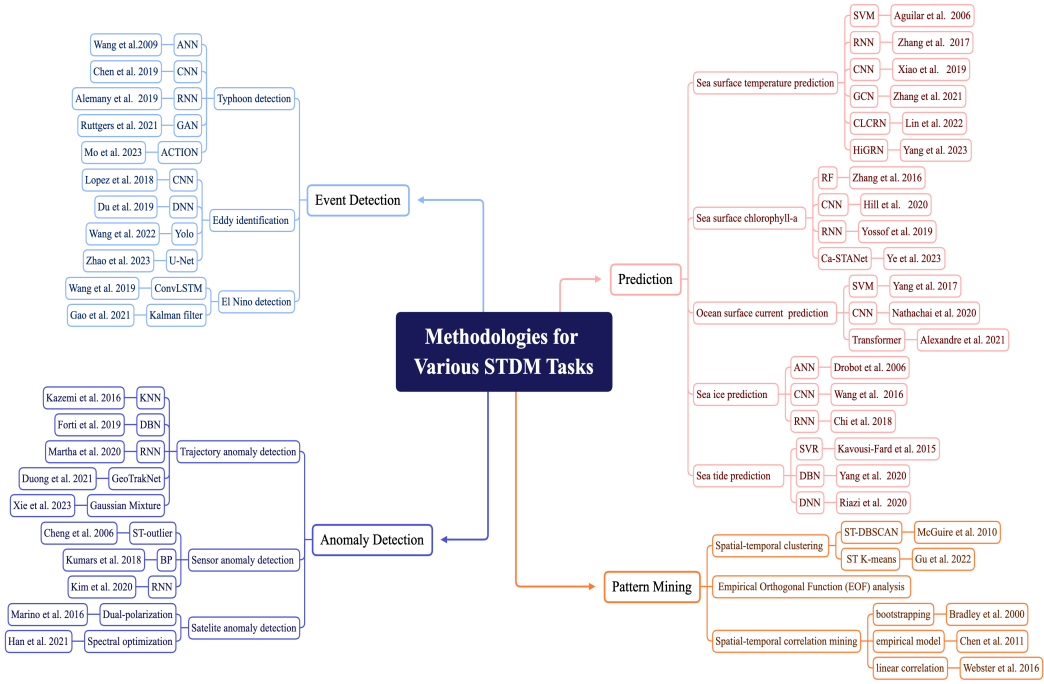 Methodologies for
Various STDM Tasks
Event Detection
Typhoon detection
ANN
Wang et al.2009
CNN
Chen et al. 2019
RNN
Alemany et al. 2019
GAN
Ruttgers et al. 2021
ACTION
Mo et al. 2023
Eddy identification
CNN
Lopez et al. 2018
DNN
Du et al. 2019
Yolo
Wang et al. 2022
U-Net
Zhao et al. 2023
El Nino detection
ConvLSTM
Wang et al. 2019
Kalman filter
Gao et al. 2021
Anomaly Detection
Trajectory anomaly detection
KNN
Kazemi et al. 2016
DBN
Forti et al. 2019
RNN
Martha et al. 2020
GeoTrakNet
Duong et al. 2021
Gaussian Mixture
Xie et al. 2023
Sensor anomaly detection
ST-outlier
Cheng et al. 2006
BP
Kumars et al. 2018
RNN
Kim et al. 2020
Satelite anomaly detection
Dual-polarization
Marino et al. 2016
Spectral optimization
Han et al. 2021
Prediction
Sea surface temperature prediction
SVM
Aguilar et al. 2006
RNN
Zhang et al. 2017
CNN
Xiao et al. 2019
GCN
Zhang et al. 2021
CLCRN
Lin et al. 2022
HiGRN
Yang et al. 2023
Sea surface chlorophyll-a
RF
Zhang et al. 2016
CNN
Hill et al. 2020
RNN
Yossof et al. 2019
Ca-STANet
Ye et al. 2023
Ocean surface current prediction
SVM
Yang et al. 2017
CNN
Nathachai et al. 2020
Transformer
Alexandre et al. 2021
Sea ice prediction
ANN
Drobot et al. 2006
CNN
Wang et al. 2016
RNN
Chi et al. 2018
Sea tide prediction
SVR
Kavousi-Fard et al. 2015
DBN
Yang et al. 2020
DNN
Riazi et al. 2020
Pattern Mining
Spatial-temporal clustering
ST-DBSCAN
McGuire et al. 2010
ST K-means
Gu et al. 2022
Empirical Orthogonal Function (EOF) analysis
Spatial-temporal correlation mining
bootstrapping
Bradley et al. 2000
empirical model
Chen et al. 2011
linear correlation
Webster et al. 2016